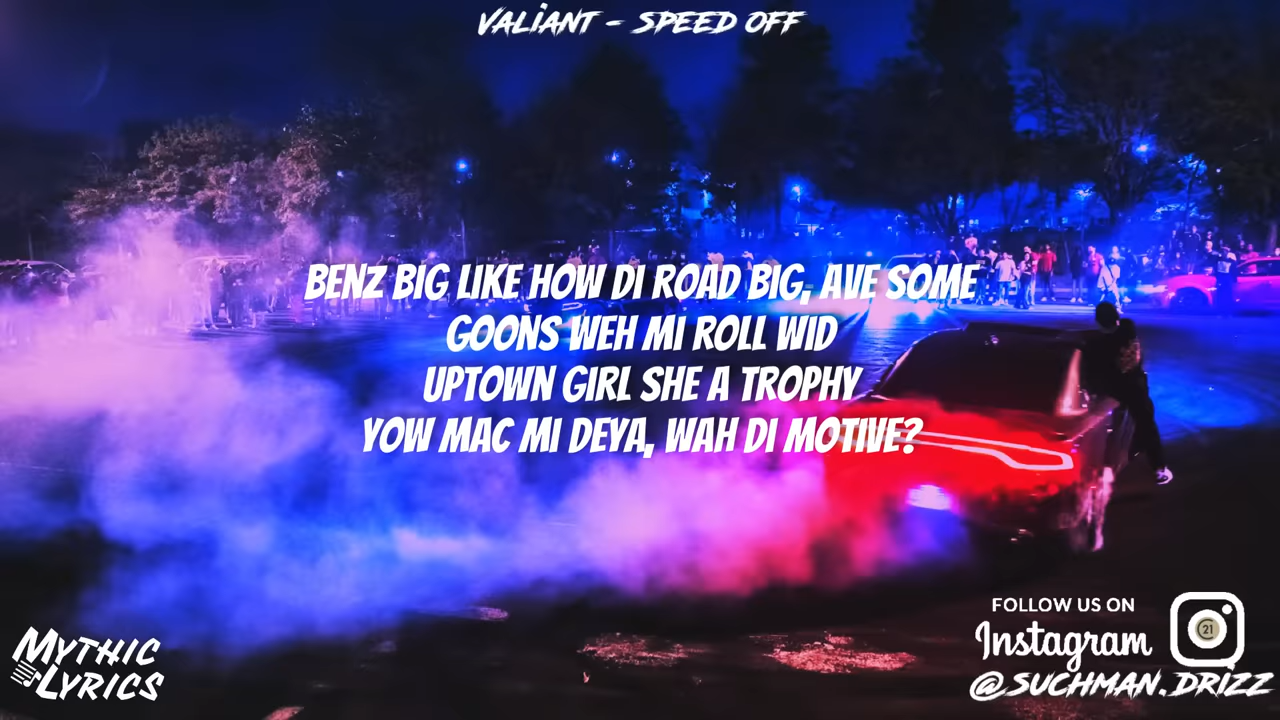 VALIANT - SPEED OFF
BENZ BIG LIKE HOW DI ROAD BIG, AVE SOME
GOONS WEH MI ROLL WID
UPTOWN GIRL SHE A TROPHY
YOW MAC MI DEYA, WAH DI MOTIVE?
FOLLOW US ON
Instagram
21
@SUCHMAN.DRIZZ
MYTHIC
LYRICS